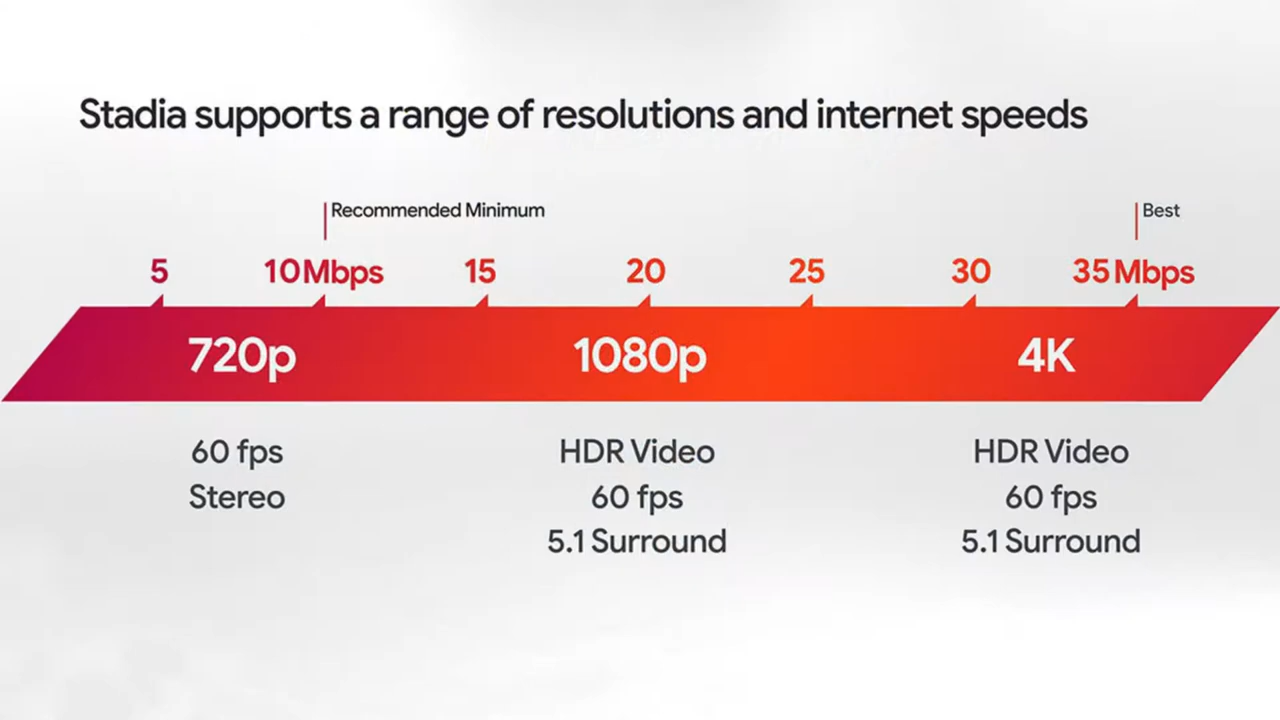 Stadia supports a range of resolutions and internet speeds
Recommended Minimum
Best
5 10 Mbps 15 20 25 30 35 Mbps
720p 1080p 4K
60 fps
Stereo
HDR Video
60 fps
5.1 Surround
HDR Video
60 fps
5.1 Surround